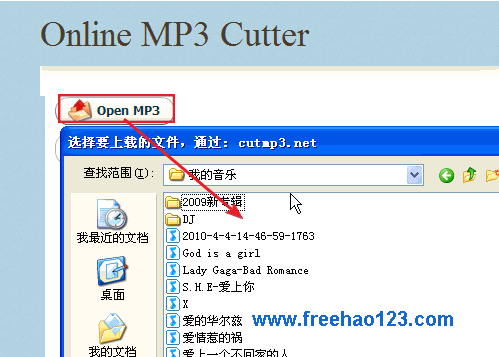 Online MP3 Cutter
Open MP3
选择要上载的文件，通过: cutmp3.net
查找范围(I):
我的音乐
2009新专辑
DJ
2010-4-4-14-46-59-1763
God is a girl
Lady Gaga-Bad Romance
S.H.E-爱上你
X
爱的华尔兹
爱情惹的祸
爱上一个不回家的人
我最近的文档
桌面
我的文档
www.freehao123.com